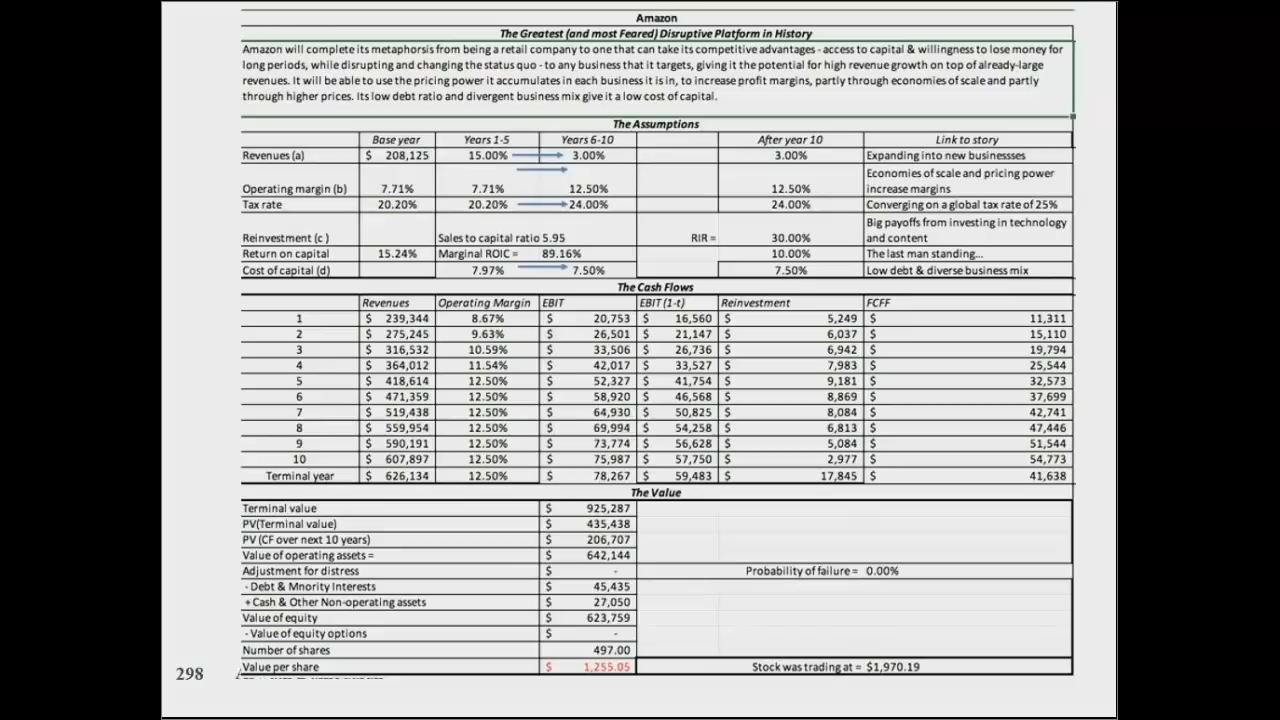 Amazon
The Greatest (and most Feared) Disruptive Platform in History
Amazon will complete its metaphorsis from being a retail company to one that can take its competitive advantages - access to capital & willingness to lose money for
long periods, while disrupting and changing the status quo - to any business that it targets, giving it the potential for high revenue growth on top of already-large
revenues. It will be able to use the pricing power it accumulates in each business it is in, to increase profit margins, partly through economies of scale and partly
through higher prices. Its low debt ratio and divergent business mix give it a low cost of capital.
The Assumptions
Base year Years 1-5 Years 6-10 After year 10 Link to story
Revenues (a) $ 208,125 15.00% 3.00% 3.00% Expanding into new businessses
Economies of scale and pricing power
Operating margin (b) 7.71% 7.71% 12.50% 12.50% increase margins
Tax rate 20.20% 20.20% 24.00% 24.00% Converging on a global tax rate of 25%
Big payoffs from investing in technology
Reinvestment (c ) Sales to capital ratio 5.95 RIR = 30.00% and content
Return on capital 15.24% Marginal ROIC = 89.16% 10.00% The last man standing...
Cost of capital (d) 7.97% 7.50% 7.50% Low debt & diverse business mix
The Cash Flows
Revenues Operating Margin EBIT EBIT (1-t) Reinvestment FCFF
1 $ 239,344 8.67% $ 20,753 $ 16,560 $ 5,249 $ 11,311
2 $ 275,245 9.63% $ 26,501 $ 21,147 $ 6,037 $ 15,110
3 $ 316,532 10.59% $ 33,506 $ 26,736 $ 6,942 $ 19,794
4 $ 364,012 11.54% $ 42,017 $ 33,527 $ 7,983 $ 25,544
5 $ 418,614 12.50% $ 52,327 $ 41,754 $ 9,181 $ 32,573
6 $ 471,359 12.50% $ 58,920 $ 46,568 $ 8,869 $ 37,699
7 $ 519,438 12.50% $ 64,930 $ 50,825 $ 8,084 $ 42,741
8 $ 559,954 12.50% $ 69,994 $ 54,258 $ 6,813 $ 47,446
9 $ 590,191 12.50% $ 73,774 $ 56,628 $ 5,084 $ 51,544
10 $ 607,897 12.50% $ 75,987 $ 57,750 $ 2,977 $ 54,773
Terminal year $ 626,134 12.50% $ 78,267 $ 59,483 $ 17,845 $ 41,638
The Value
Terminal value $ 925,287
PV(Terminal value) $ 435,438
PV (CF over next 10 years) $ 206,707
Value of operating assets = $ 642,144
Adjustment for distress $ - Probability of failure = 0.00%
- Debt & Mnority Interests $ 45,435
+ Cash & Other Non-operating assets $ 27,050
Value of equity $ 623,759
- Value of equity options $ -
Number of shares 497.00
Value per share $ 1,255.05 Stock was trading at = $1,970.19
298